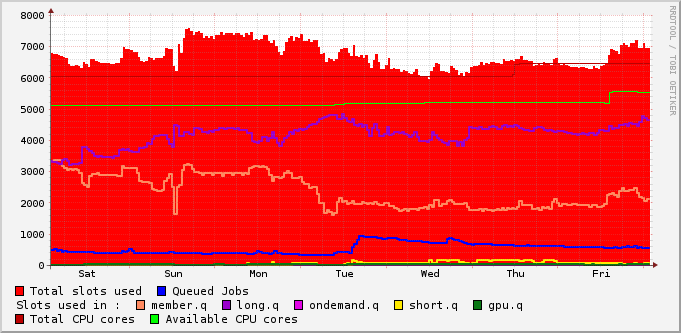 8000
7000
6000
5000
4000
3000
2000
1000
0
Sat Sun Mon Tue Wed Thu Fri
RRDTOOL / TOBI OETIKER
Total slots used Queued Jobs
Slots used in : member.q long.q ondemand.q short.q gpu.q
Total CPU cores Available CPU cores